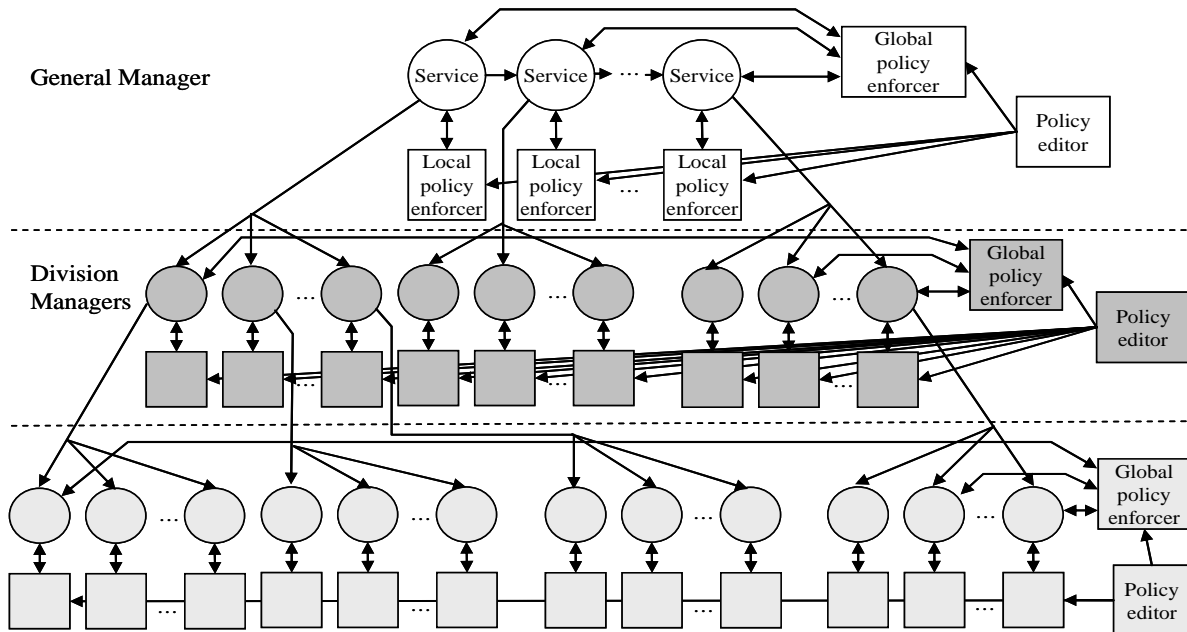 General Manager
Service
Service
...
Service
Global
policy
enforcer
Policy
editor
Local
policy
enforcer
Local
policy
enforcer
...
Local
policy
enforcer
Division
Managers
...
...
...
Global
policy
enforcer
Policy
editor
...
...
...
...
...
...
...
Global
policy
enforcer
...
...
...
...
Policy
editor